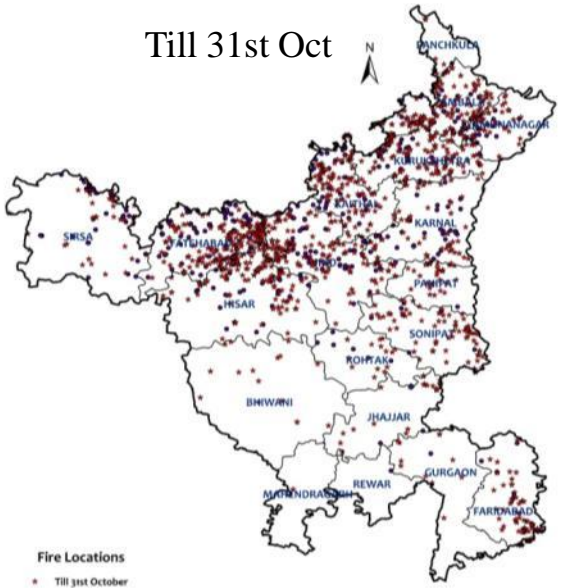 Till 31st Oct
N
PANCHKULA
AMBALA
YAMUNANAGAR
KURUKSHETRA
KAITHAL
KARNAL
SIRSA
FATEHABAD
JIND
PANIPAT
HISAR
SONIPAT
ROHTAK
BHIWANI
JHAJJAR
GURGAON
REWAR
MAHENDRAGARH
FARIDABAD
Fire Locations
Till 31st October